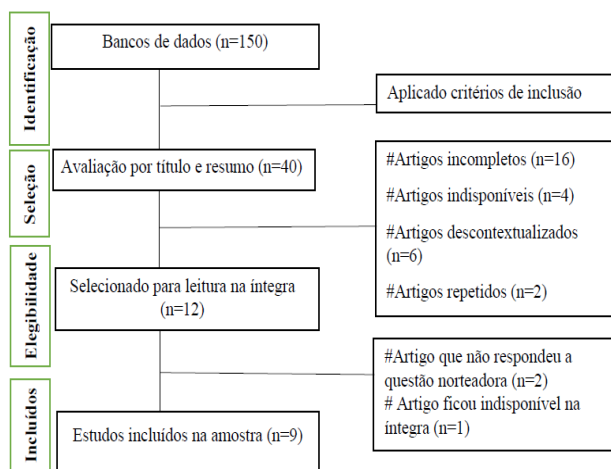 Identificação
Bancos de dados (n=150)
Aplicado critérios de inclusão
Seleção
Avaliação por título e resumo (n=40)
#Artigos incompletos (n=16)
#Artigos indisponíveis (n=4)
#Artigos descontextualizados
(n=6)
#Artigos repetidos (n=2)
Elegibilidade
Selecionado para leitura na íntegra
(n=12)
#Artigo que não respondeu a
questão norteadora (n=2)
# Artigo ficou indisponível na
íntegra (n=1)
Incluídos
Estudos incluídos na amostra (n=9)